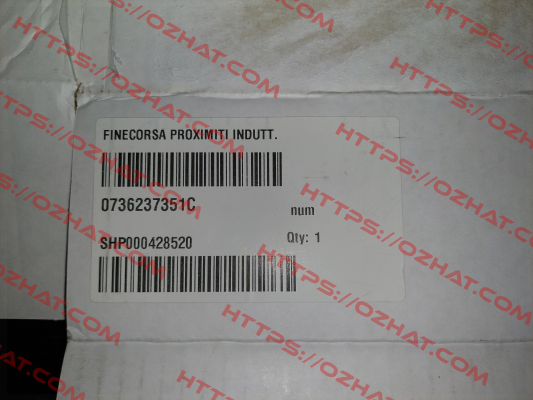 FINECORSA PROXIMITI INDUTT.
0736237351C
num
SHP000428520
Qty: 1
HTTPS://OZHAT.COM